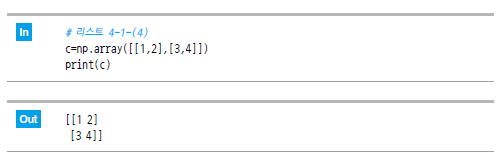 In
# 리스트 4-1-(4)
c=np.array([[1,2],[3,4]])
print(c)
Out
[[1 2]
 [3 4]]